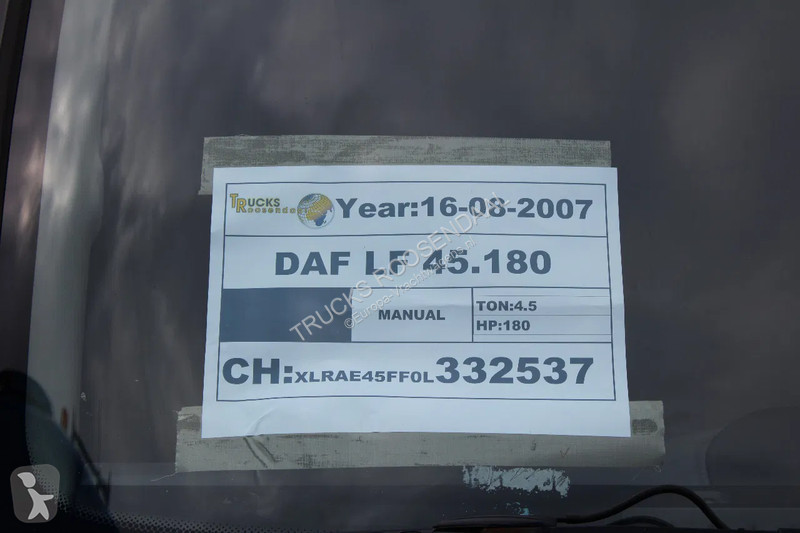 TRUCKS
ROOSENDAAL
Year:16-08-2007
DAF LF 45.180
MANUAL
TON:4.5
HP:180
CH:XLRAE45FF0L332537
TRUCKS ROOSENDAAL